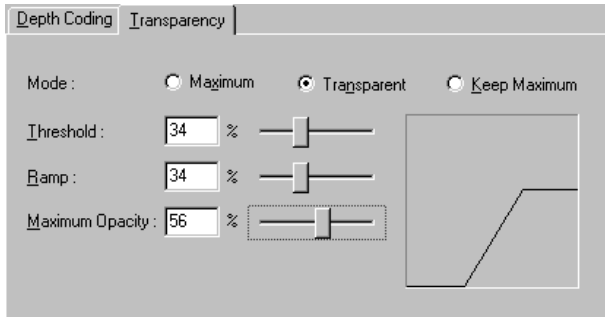 Depth Coding Transparency
Mode : Maximum Transparent Keep Maximum
Threshold : 34 %
Ramp : 34 %
Maximum Opacity : 56 %